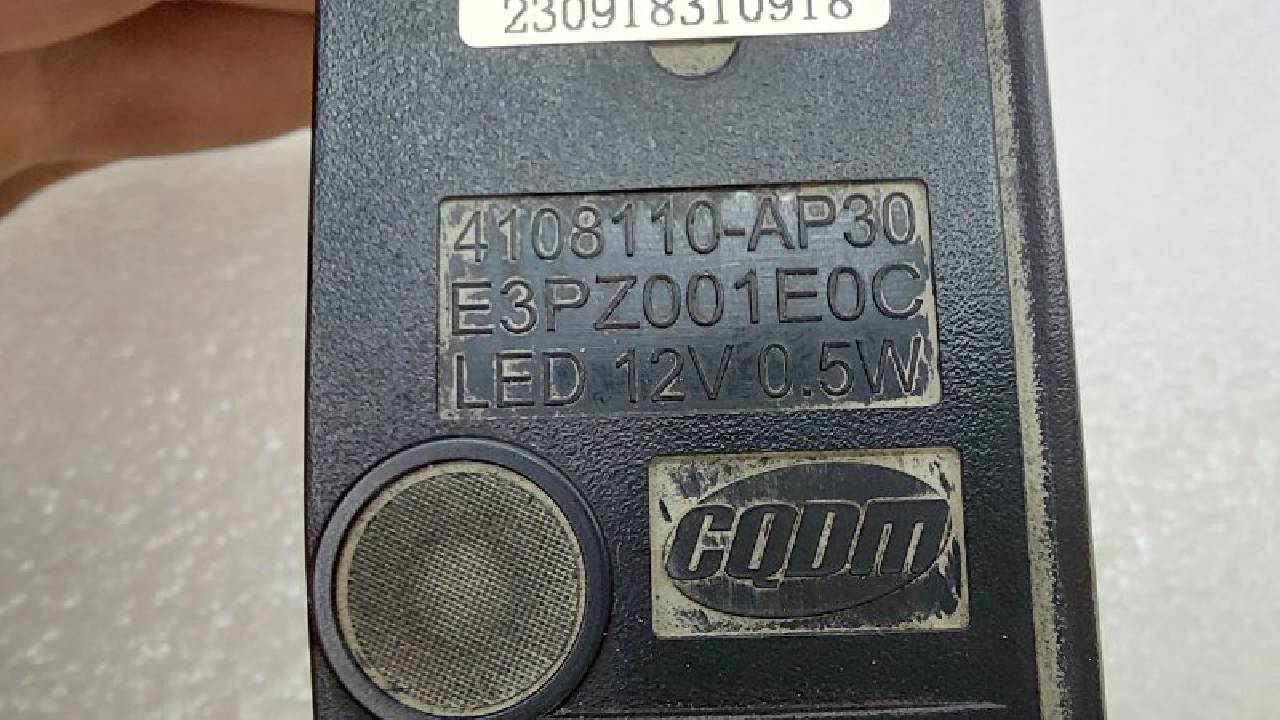 230918310918
4108110-AP30
E3PZ001E0C
LED 12V 0.5W
CQDM